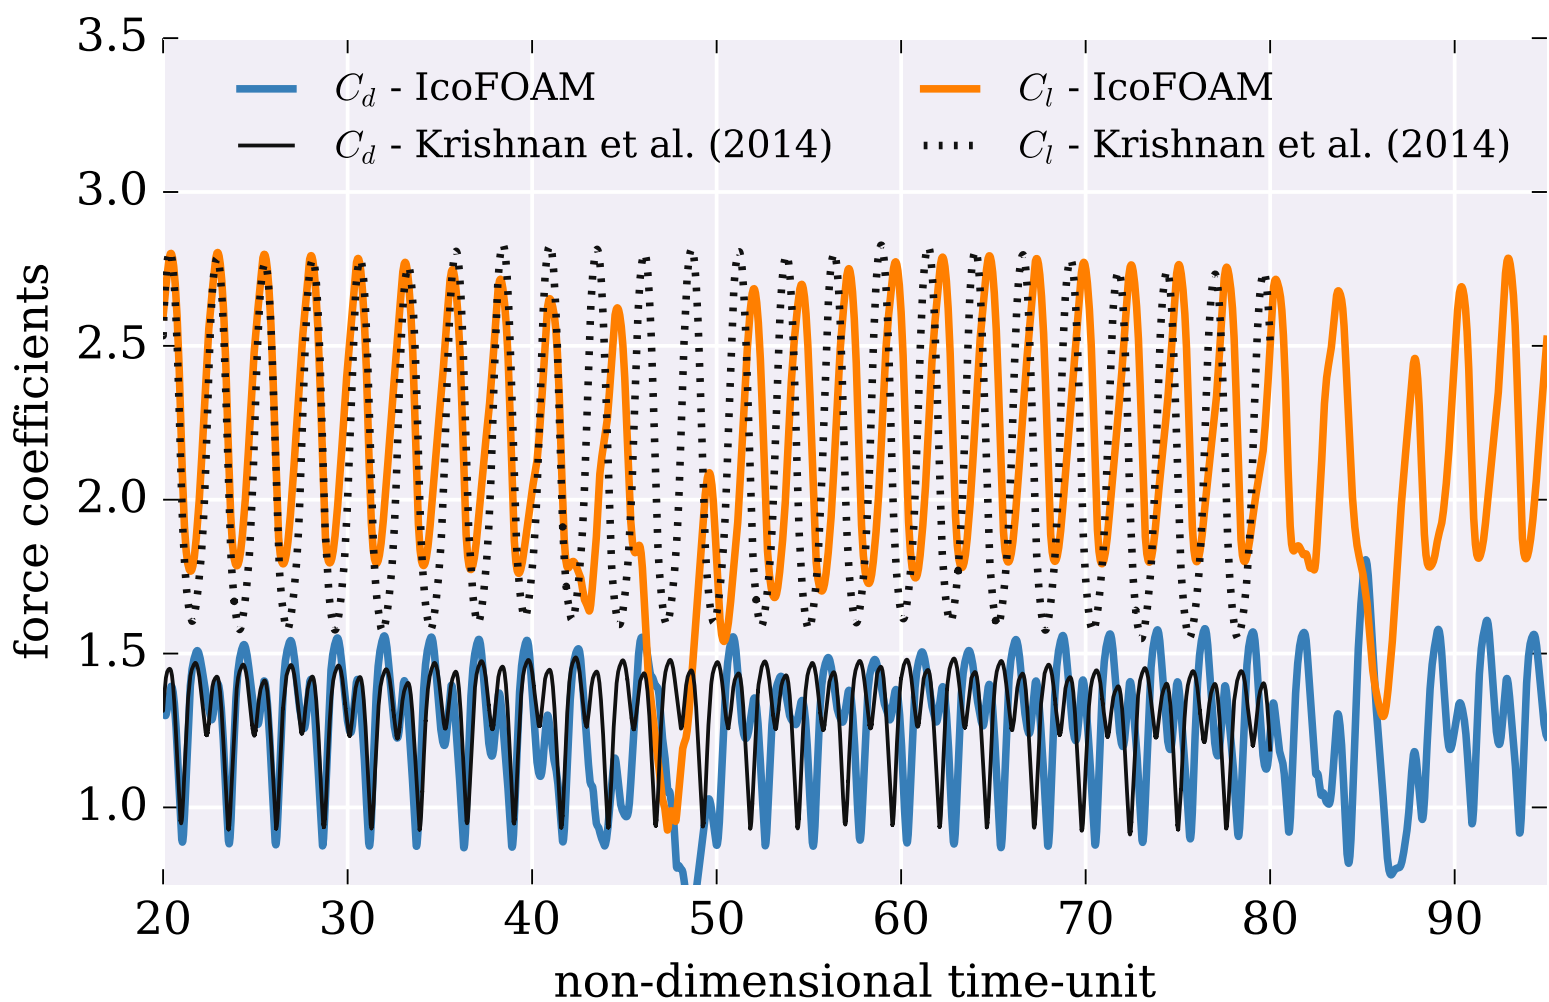 3.5
C_d - IcoFOAM
C_l - IcoFOAM
C_d - Krishnan et al. (2014)
C_l - Krishnan et al. (2014)
3.0
2.5
2.0
1.5
1.0
force coefficients
20 30 40 50 60 70 80 90
non-dimensional time-unit